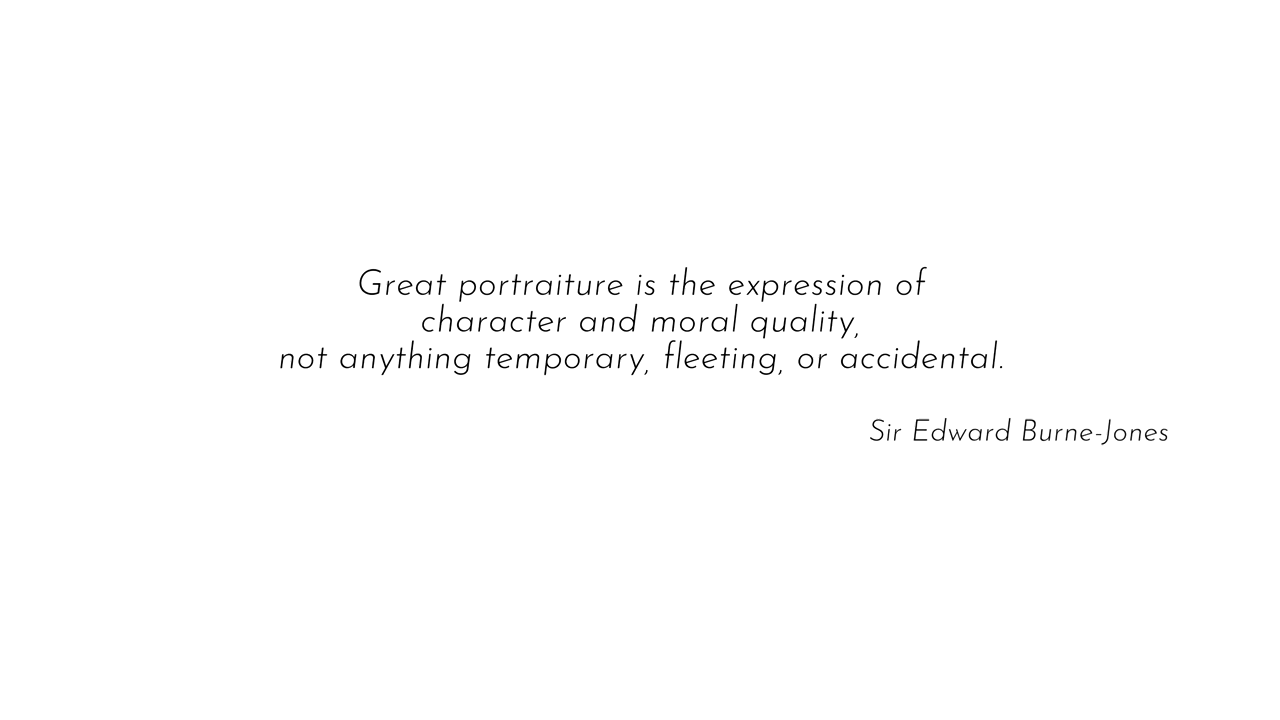 Great portraiture is the expression of
character and moral quality,
not anything temporary, fleeting, or accidental.
Sir Edward Burne-Jones